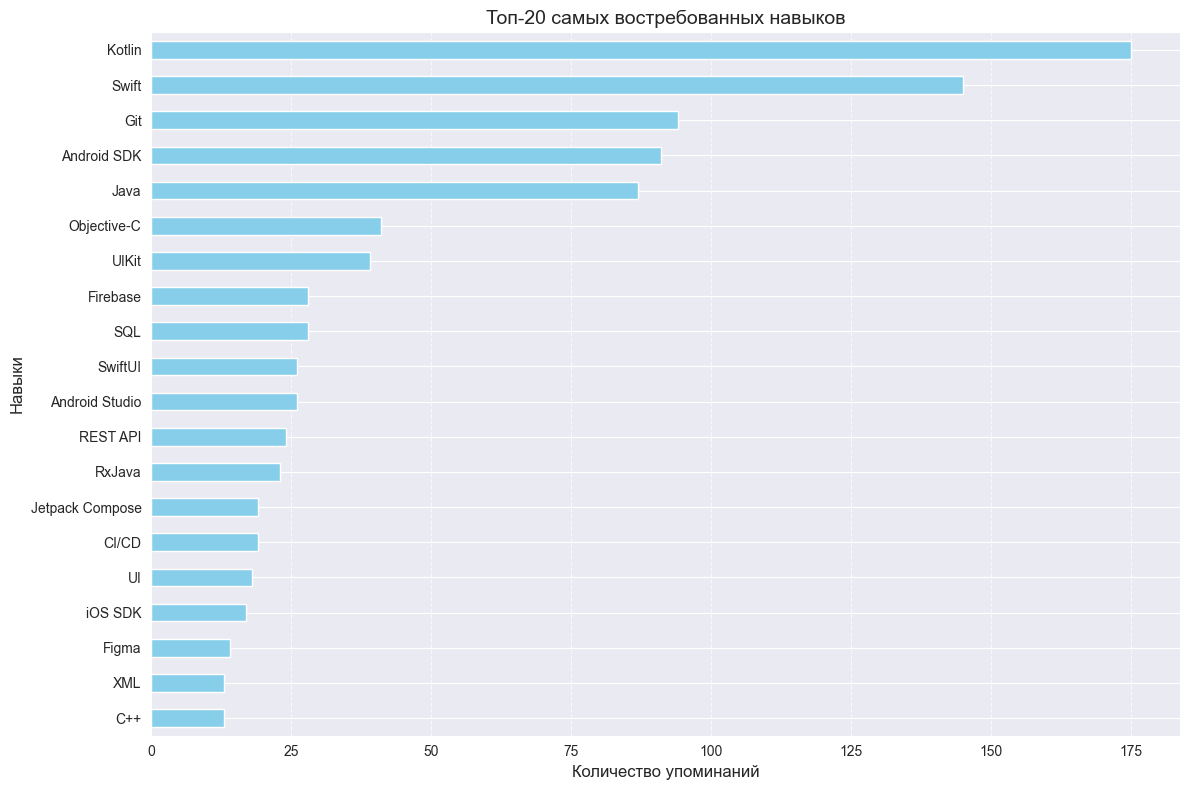 Топ-20 самых востребованных навыков
Навыки
Kotlin
Swift
Git
Android SDK
Java
Objective-C
UIKit
Firebase
SQL
SwiftUI
Android Studio
REST API
RxJava
Jetpack Compose
CI/CD
UI
iOS SDK
Figma
XML
C++
0 25 50 75 100 125 150 175
Количество упоминаний